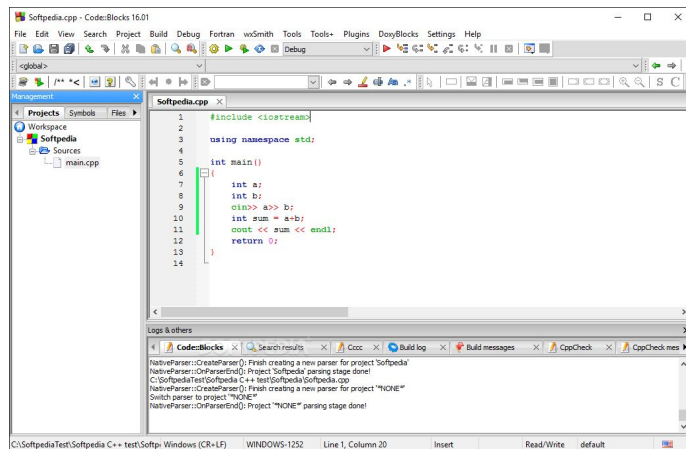 Softpedia.cpp - Code::Blocks 16.01
File Edit View Search Project Build Debug Fortran wxSmith Tools Tools+ Plugins DoxyBlocks Settings Help
Debug
<global>
/** *<
S C
Management
Projects Symbols Files
Softpedia.cpp
Workspace
Softpedia
Sources
main.cpp
1 #include <iostream>
2
3 using namespace std;
4
5 int main()
6 {
7 int a;
8 int b;
9 cin>> a>> b;
10 int sum = a+b;
11 cout << sum << endl;
12 return 0;
13 }
14
Logs & others
Code::Blocks Search results Cccc Build log Build messages CppCheck CppCheck mes
NativeParser::CreateParser(): Finish creating a new parser for project 'Softpedia'
NativeParser::OnParserEnd(): Project 'Softpedia' parsing stage done!
C:\SoftpediaTest\Softpedia C++ test\Softpedia\Softpedia.cpp
NativeParser::CreateParser(): Finish creating a new parser for project '*NONE*'
Switch parser to project '*NONE*'
NativeParser::OnParserEnd(): Project '*NONE*' parsing stage done!
C:\SoftpediaTest\Softpedia C++ test\Softp Windows (CR+LF) WINDOWS-1252 Line 1, Column 20 Insert Read/Write default